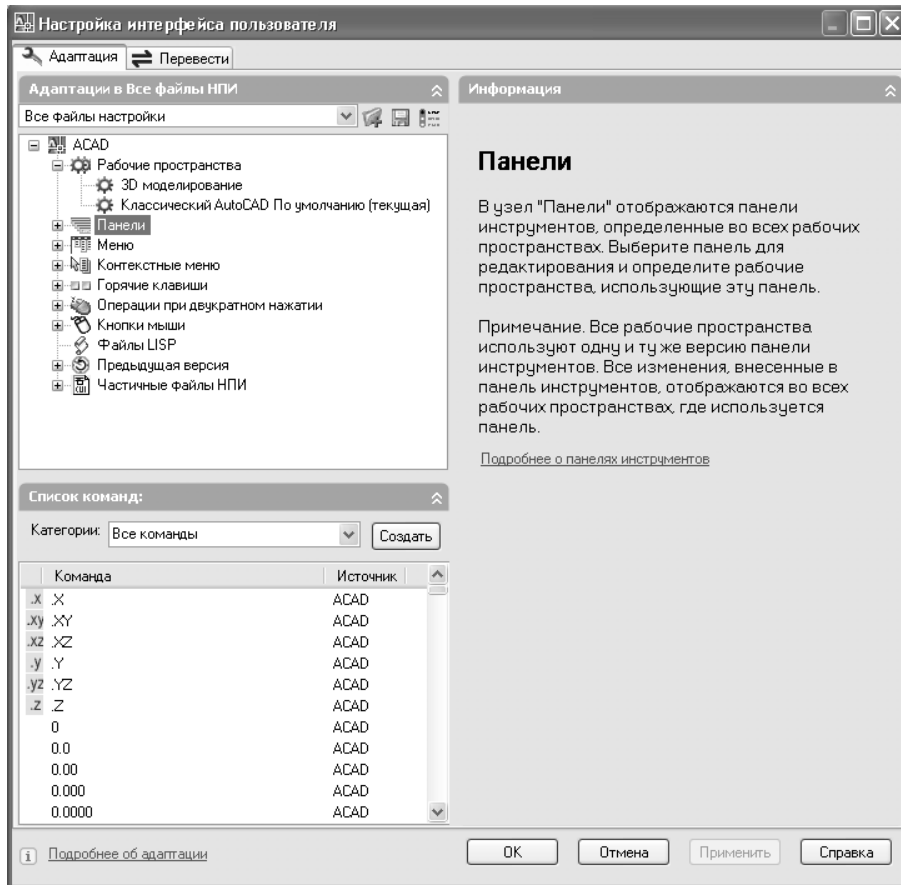 Настройка интерфейса пользователя
Адаптация Перевести
Адаптации в Все файлы НПИ
Все файлы настройки
ACAD
Рабочие пространства
3D моделирование
Классический AutoCAD По умолчанию (текущая)
Панели
Меню
Контекстные меню
Горячие клавиши
Операции при двукратном нажатии
Кнопки мыши
Файлы LISP
Предыдущая версия
Частичные файлы НПИ
Список команд:
Категории: Все команды Создать
Команда Источник
.X .X ACAD
.XY .XY ACAD
.XZ .XZ ACAD
.y .Y ACAD
.yz .YZ ACAD
.Z .Z ACAD
0 ACAD
0.0 ACAD
0.00 ACAD
0.000 ACAD
0.0000 ACAD
Информация
Панели
В узел "Панели" отображаются панели
инструментов, определенные во всех рабочих
пространствах. Выберите панель для
редактирования и определите рабочие
пространства, использующие эту панель.
Примечание. Все рабочие пространства
используют одну и ту же версию панели
инструментов. Все изменения, внесенные в
панель инструментов, отображаются во всех
рабочих пространствах, где используется
панель.
Подробнее о панелях инструментов
Подробнее об адаптации
OK Отмена Применить Справка